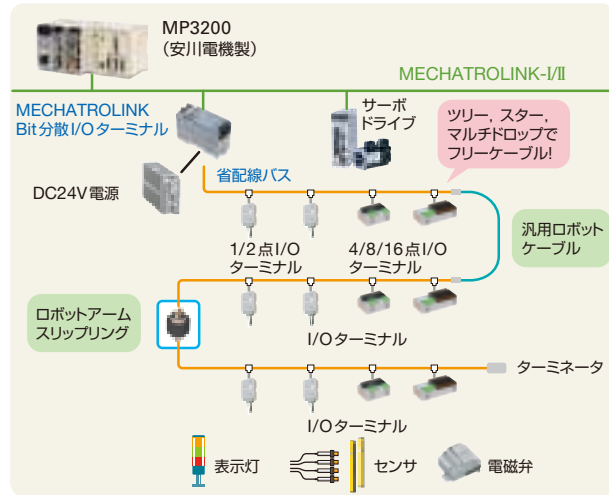 MP3200
（安川電機製）
MECHATROLINK-I/II
MECHATROLINK
Bit分散I/Oターミナル
サーボ
ドライブ
ツリー，スター，
マルチドロップで
フリーケーブル！
DC24V電源
省配線バス
1/2点I/O
ターミナル
4/8/16点I/O
ターミナル
汎用ロボット
ケーブル
ロボットアーム
スリップリング
I/Oターミナル
ターミネータ
I/Oターミナル
表示灯
センサ
電磁弁